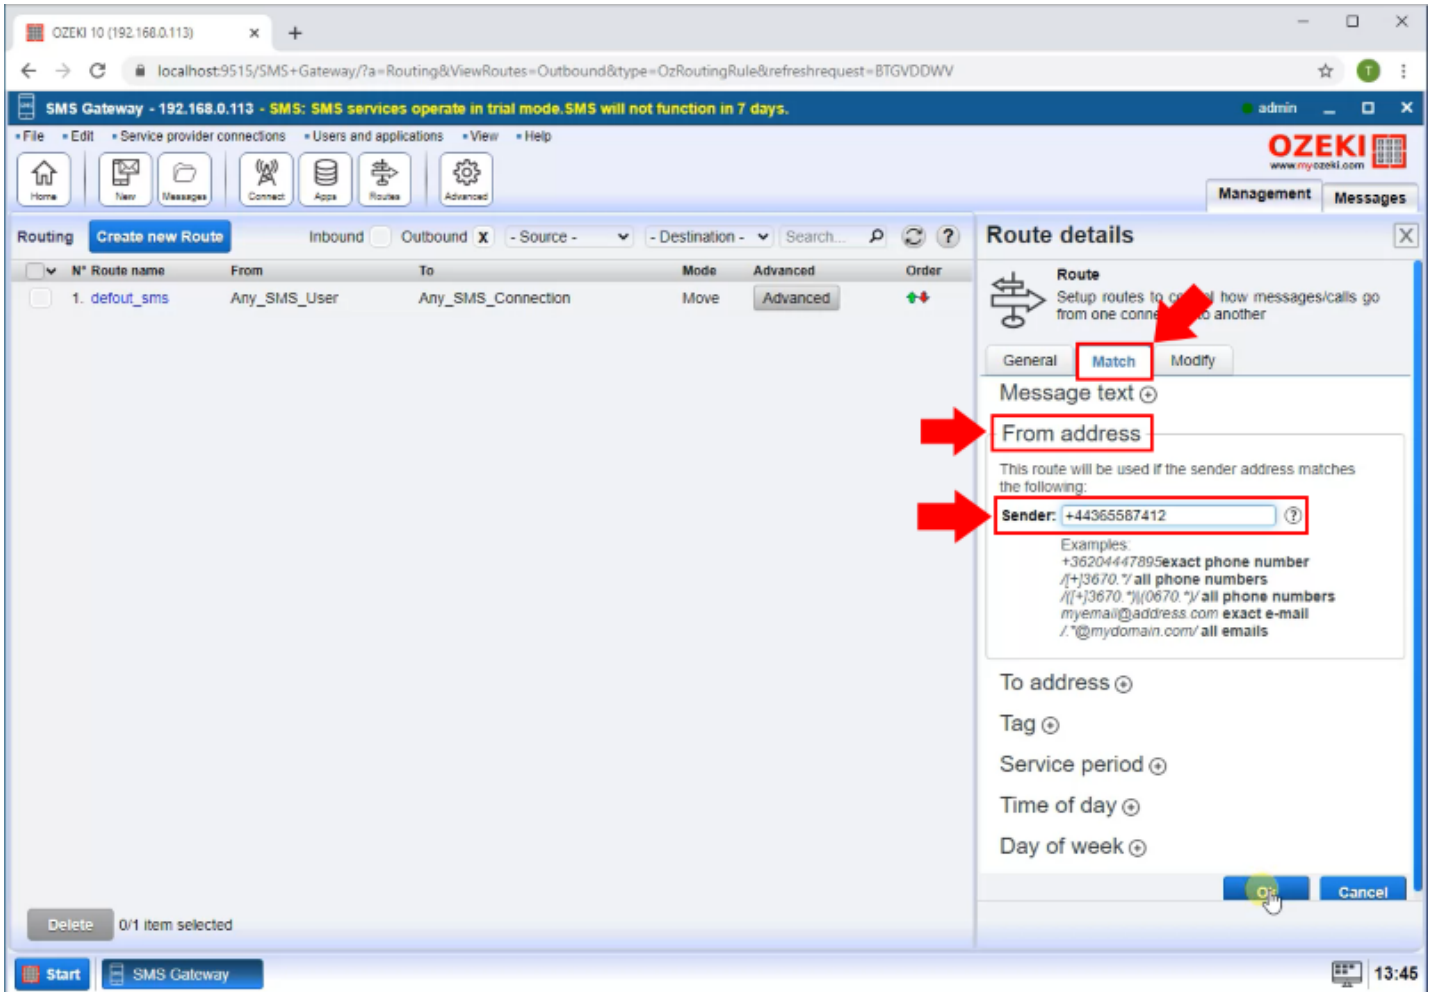 OZEKI 10 (192.168.0.113)
localhost:9515/SMS+Gateway/?a=Routing&ViewRoutes=Outbound&type=OzRoutingRule&refreshrequest=BTGVDDWV
T
SMS Gateway - 192.168.0.113 - SMS: SMS services operate in trial mode.SMS will not function in 7 days.
admin
File Edit Service provider connections Users and applications View Help
OZEKI
www.myozeki.com
Home New Messages Connect Apps Routes Advanced
Management Messages
Routing Create new Route Inbound Outbound X - Source - - Destination - Search...
N° Route name From To Mode Advanced Order
1. defout_sms Any_SMS_User Any_SMS_Connection Move Advanced
Delete 0/1 item selected
Route details
Route
Setup routes to how messages/calls go
from one another
General Match Modify
Message text
From address
This route will be used if the sender address matches
the following:
Sender: +44365587412
Examples:
+36204447895exact phone number
/[+]3670.*/ all phone numbers
/([+]3670.*)|(0670.*)/ all phone numbers
myemail@address.com exact e-mail
/.*@mydomain.com/ all emails
To address
Tag
Service period
Time of day
Day of week
Cancel
Start SMS Gateway 13:45